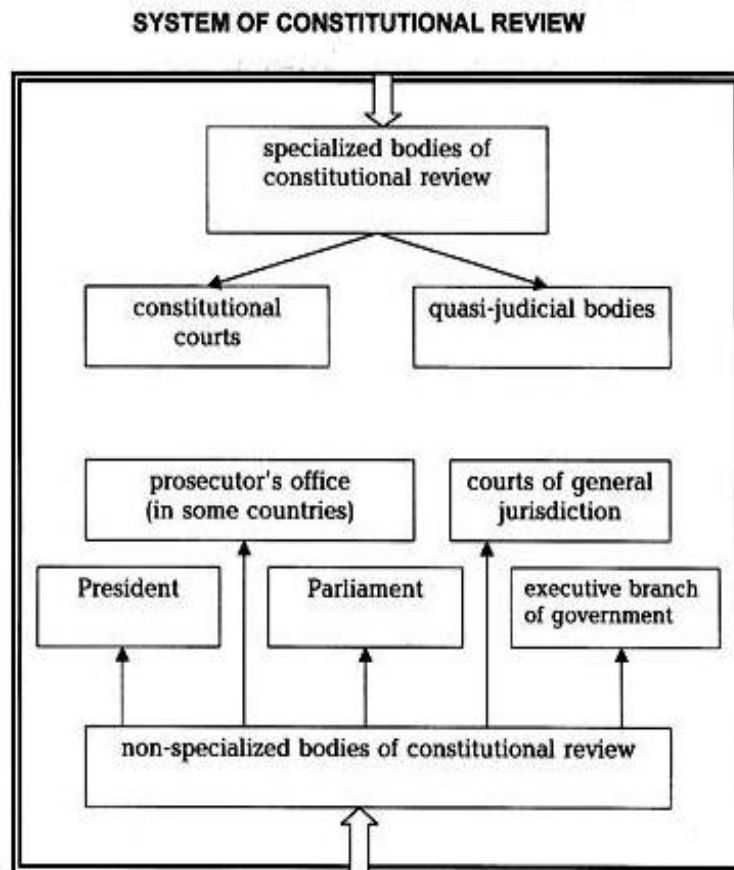 SYSTEM OF CONSTITUTIONAL REVIEW
specialized bodies of
constitutional review
constitutional
courts
quasi-judicial bodies
prosecutor's office
(in some countries)
courts of general
jurisdiction
President
Parliament
executive branch
of government
non-specialized bodies of constitutional review